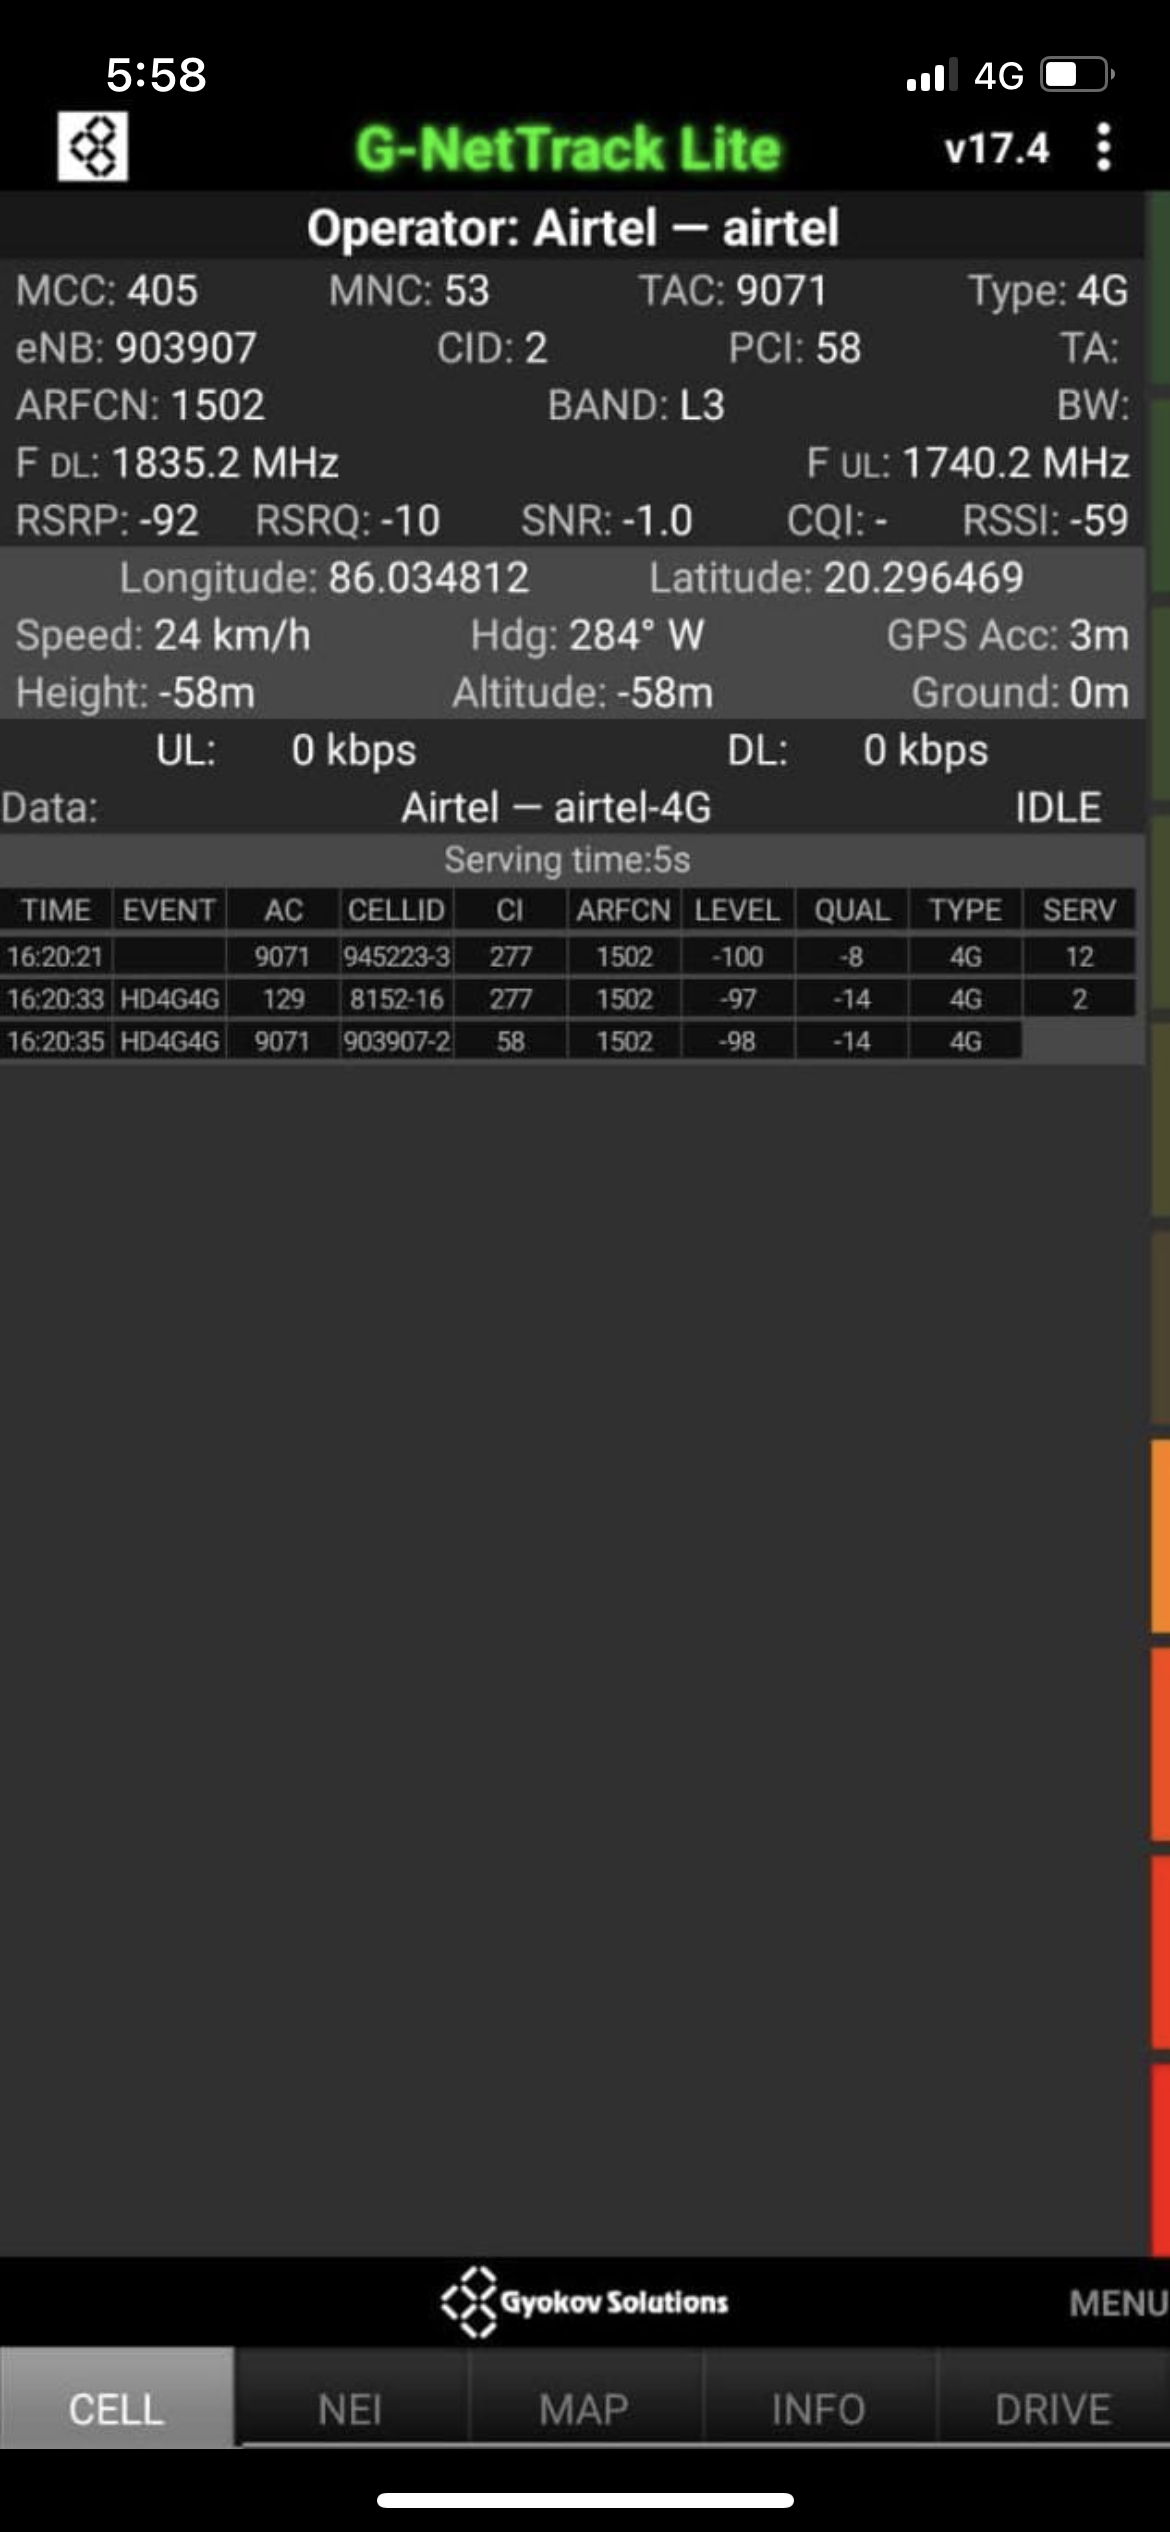 5:58 4G
G-NetTrack Lite v17.4
Operator: Airtel — airtel
MCC: 405 MNC: 53 TAC: 9071 Type: 4G
eNB: 903907 CID: 2 PCI: 58 TA:
ARFCN: 1502 BAND: L3 BW:
F DL: 1835.2 MHz F UL: 1740.2 MHz
RSRP: -92 RSRQ: -10 SNR: -1.0 CQI: - RSSI: -59
Longitude: 86.034812 Latitude: 20.296469
Speed: 24 km/h Hdg: 284° W GPS Acc: 3m
Height: -58m Altitude: -58m Ground: 0m
UL: 0 kbps DL: 0 kbps
Data: Airtel — airtel-4G IDLE
Serving time:5s
TIME EVENT AC CELLID CI ARFCN LEVEL QUAL TYPE SERV
16:20:21 9071 945223-3 277 1502 -100 -8 4G 12
16:20:33 HD4G4G 129 8152-16 277 1502 -97 -14 4G 2
16:20:35 HD4G4G 9071 903907-2 58 1502 -98 -14 4G
Gyokov Solutions MENU
CELL NEI MAP INFO DRIVE